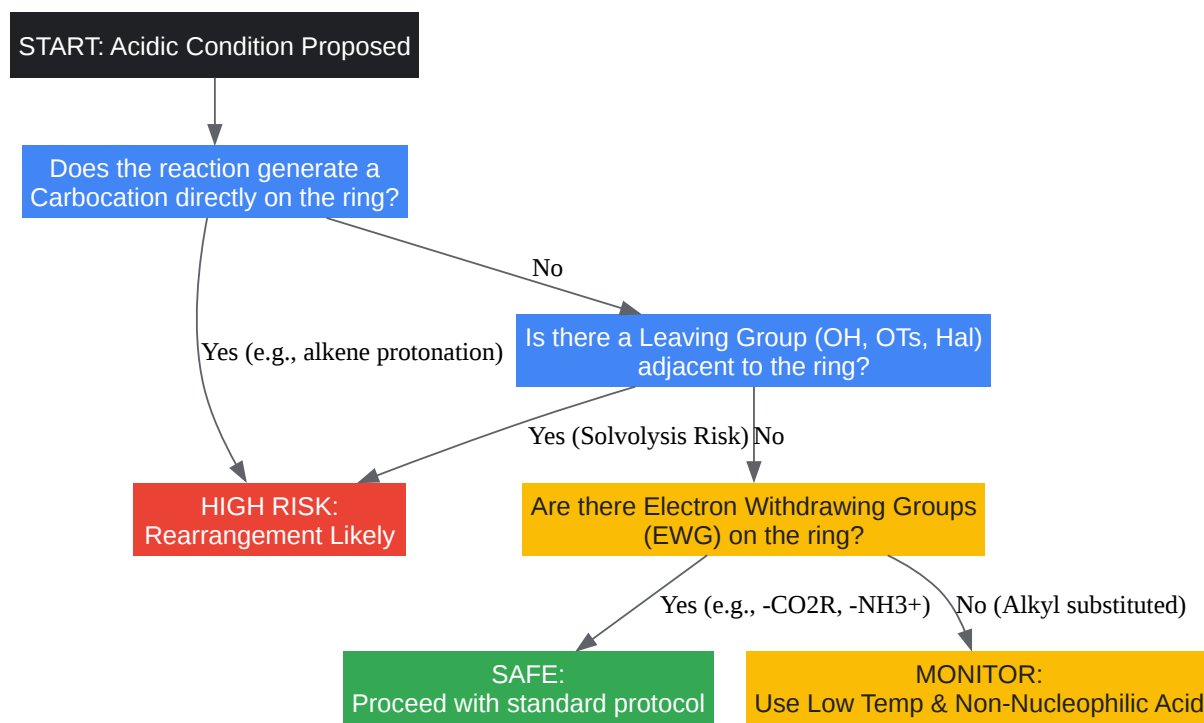 START: Acidic Condition Proposed
Does the reaction generate a
Carbocation directly on the ring?
No
Is there a Leaving Group (OH, OTs, Hal)
adjacent to the ring?
Yes (e.g., alkene protonation)
Yes (Solvolysis Risk)
No
HIGH RISK:
Rearrangement Likely
Are there Electron Withdrawing Groups
(EWG) on the ring?
Yes (e.g., -CO2R, -NH3+)
No (Alkyl substituted)
SAFE:
Proceed with standard protocol
MONITOR:
Use Low Temp & Non-Nucleophilic Acid